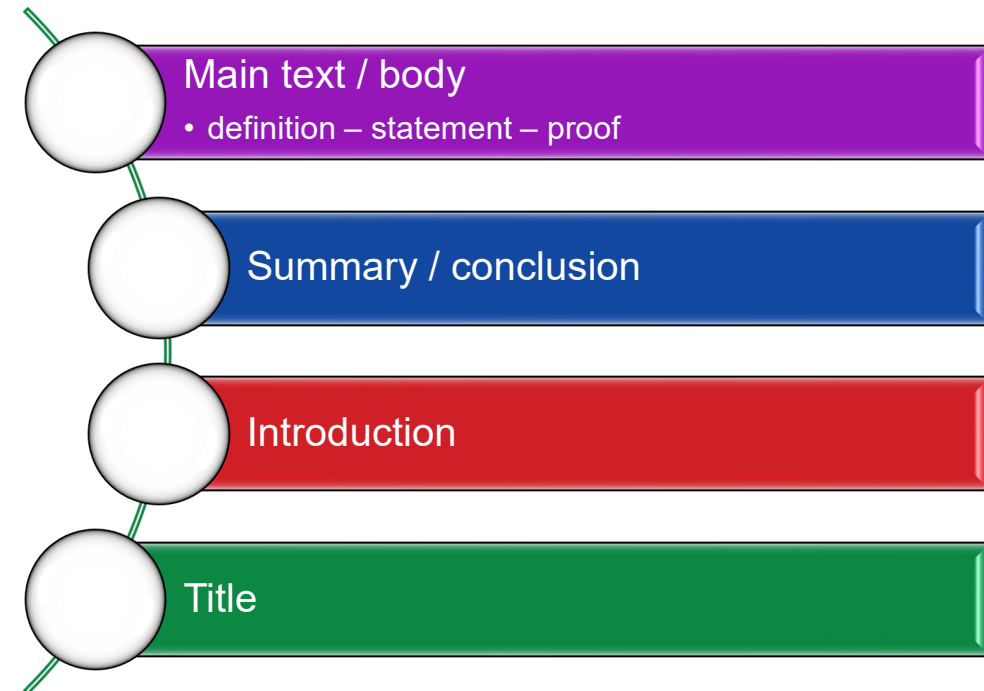 Main text / body
• definition – statement – proof
Summary / conclusion
Introduction
Title